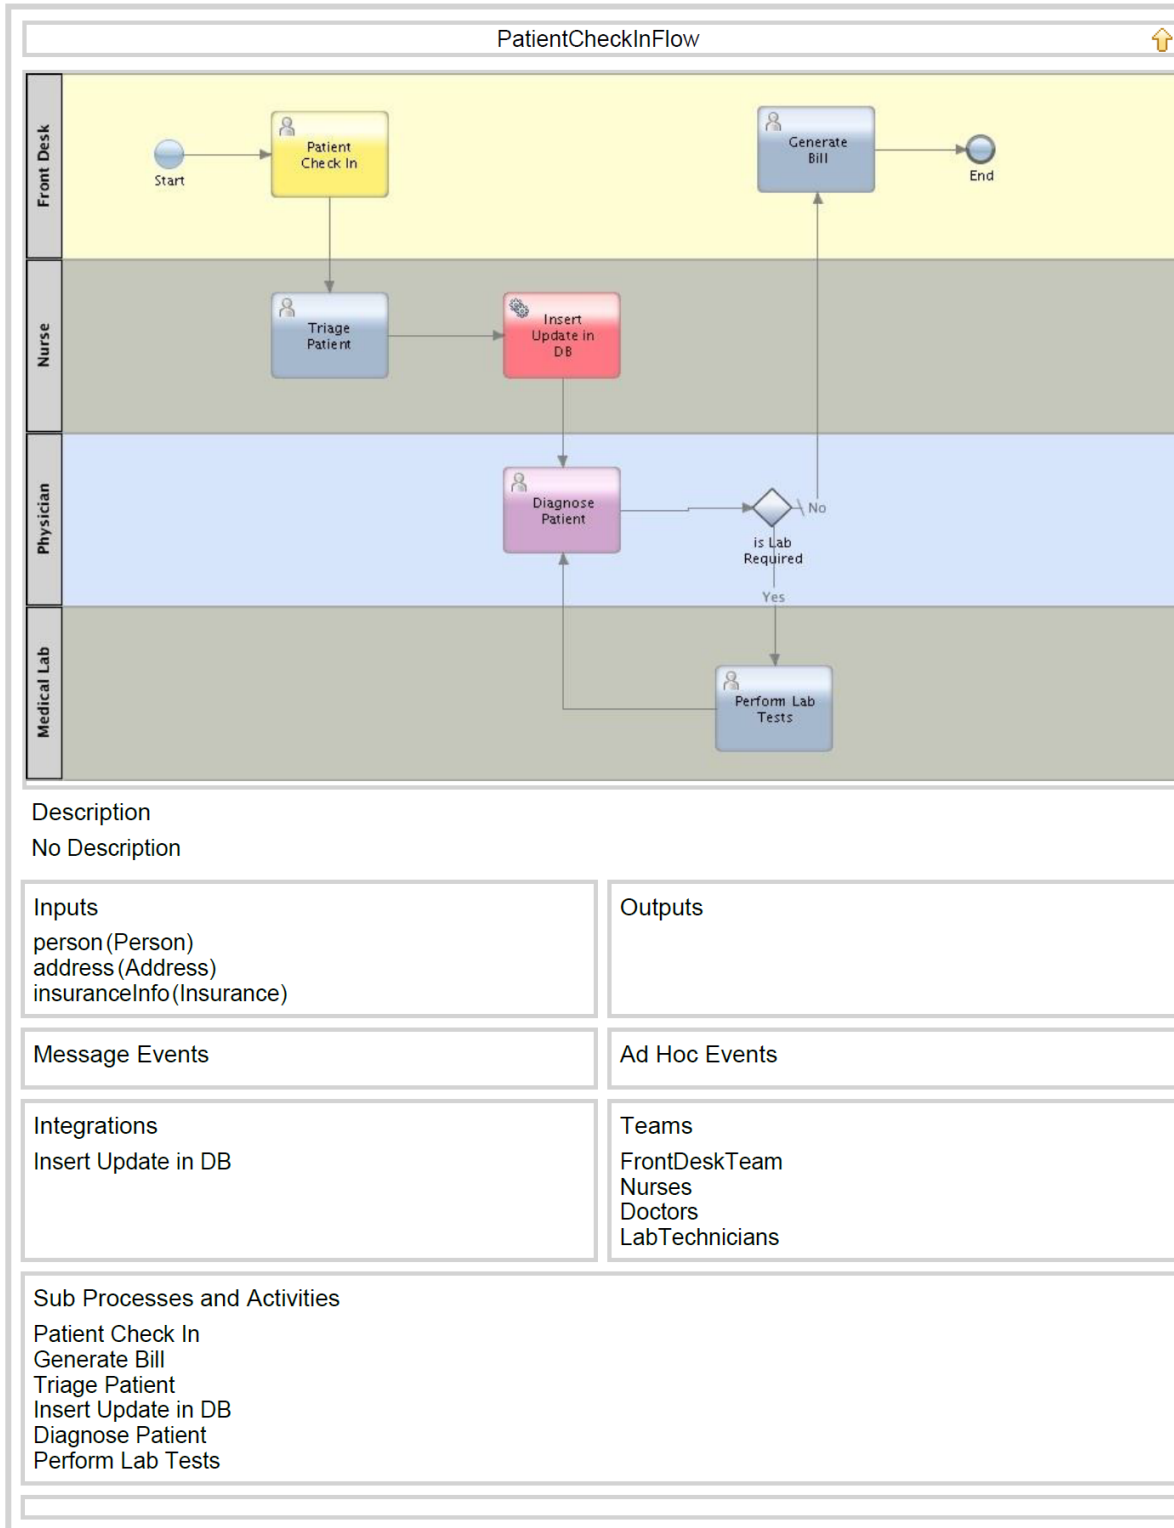 PatientCheckInFlow
Front Desk
Start
Patient
Check In
Generate
Bill
End
Nurse
Triage
Patient
Insert
Update in
DB
Physician
Diagnose
Patient
No
is Lab
Required
Yes
Medical Lab
Perform Lab
Tests
Description
No Description
Inputs
person(Person)
address(Address)
insuranceInfo(Insurance)
Outputs
Message Events
Ad Hoc Events
Integrations
Insert Update in DB
Teams
FrontDeskTeam
Nurses
Doctors
LabTechnicians
Sub Processes and Activities
Patient Check In
Generate Bill
Triage Patient
Insert Update in DB
Diagnose Patient
Perform Lab Tests